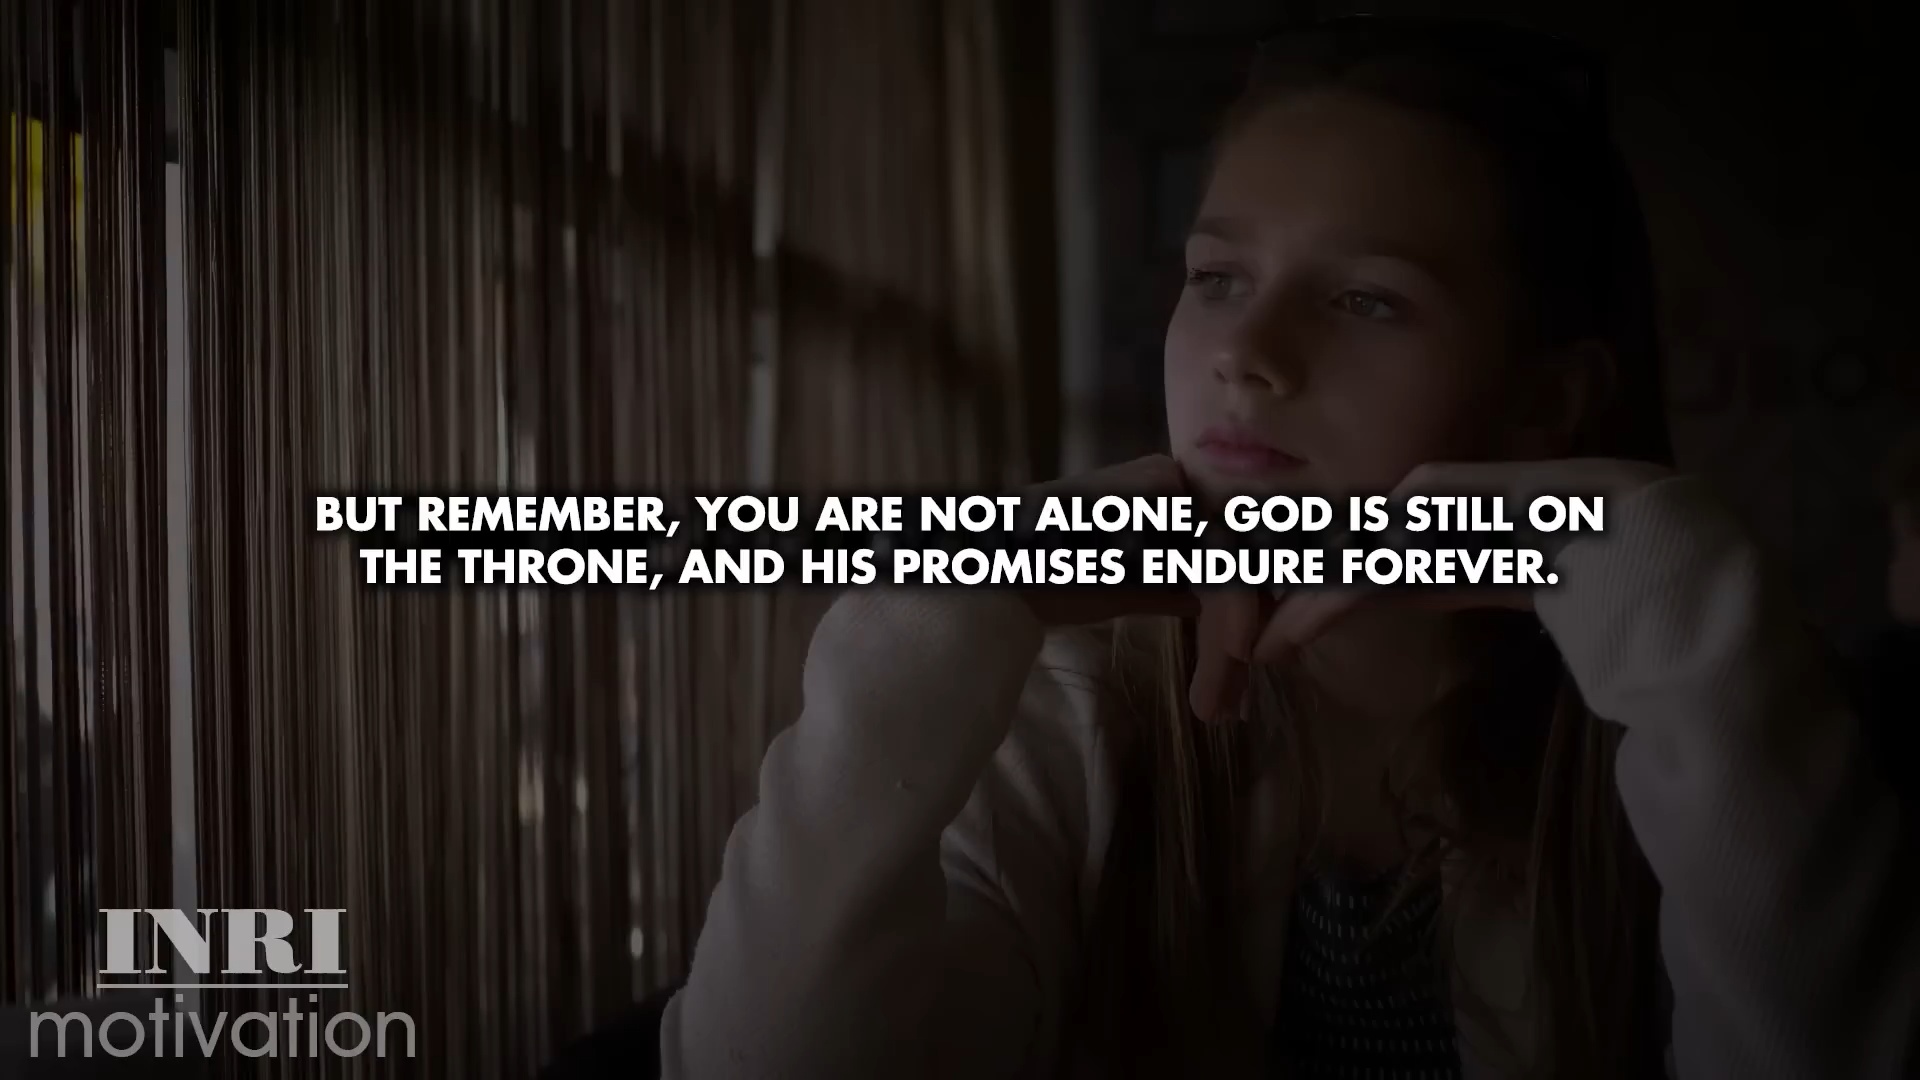 BUT REMEMBER, YOU ARE NOT ALONE, GOD IS STILL ON
THE THRONE, AND HIS PROMISES ENDURE FOREVER.
INRI
motivation